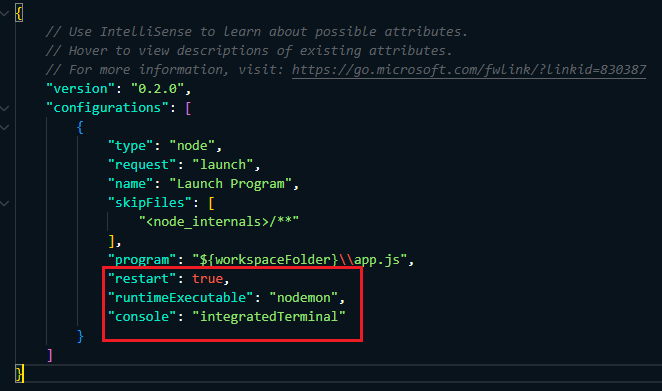 {
// Use IntelliSense to learn about possible attributes.
// Hover to view descriptions of existing attributes.
// For more information, visit: https://go.microsoft.com/fwlink/?linkid=830387
"version": "0.2.0",
"configurations": [
{
"type": "node",
"request": "launch",
"name": "Launch Program",
"skipFiles": [
"<node_internals>/**"
],
"program": "${workspaceFolder}\\app.js",
"restart": true,
"runtimeExecutable": "nodemon",
"console": "integratedTerminal"
}
]
}